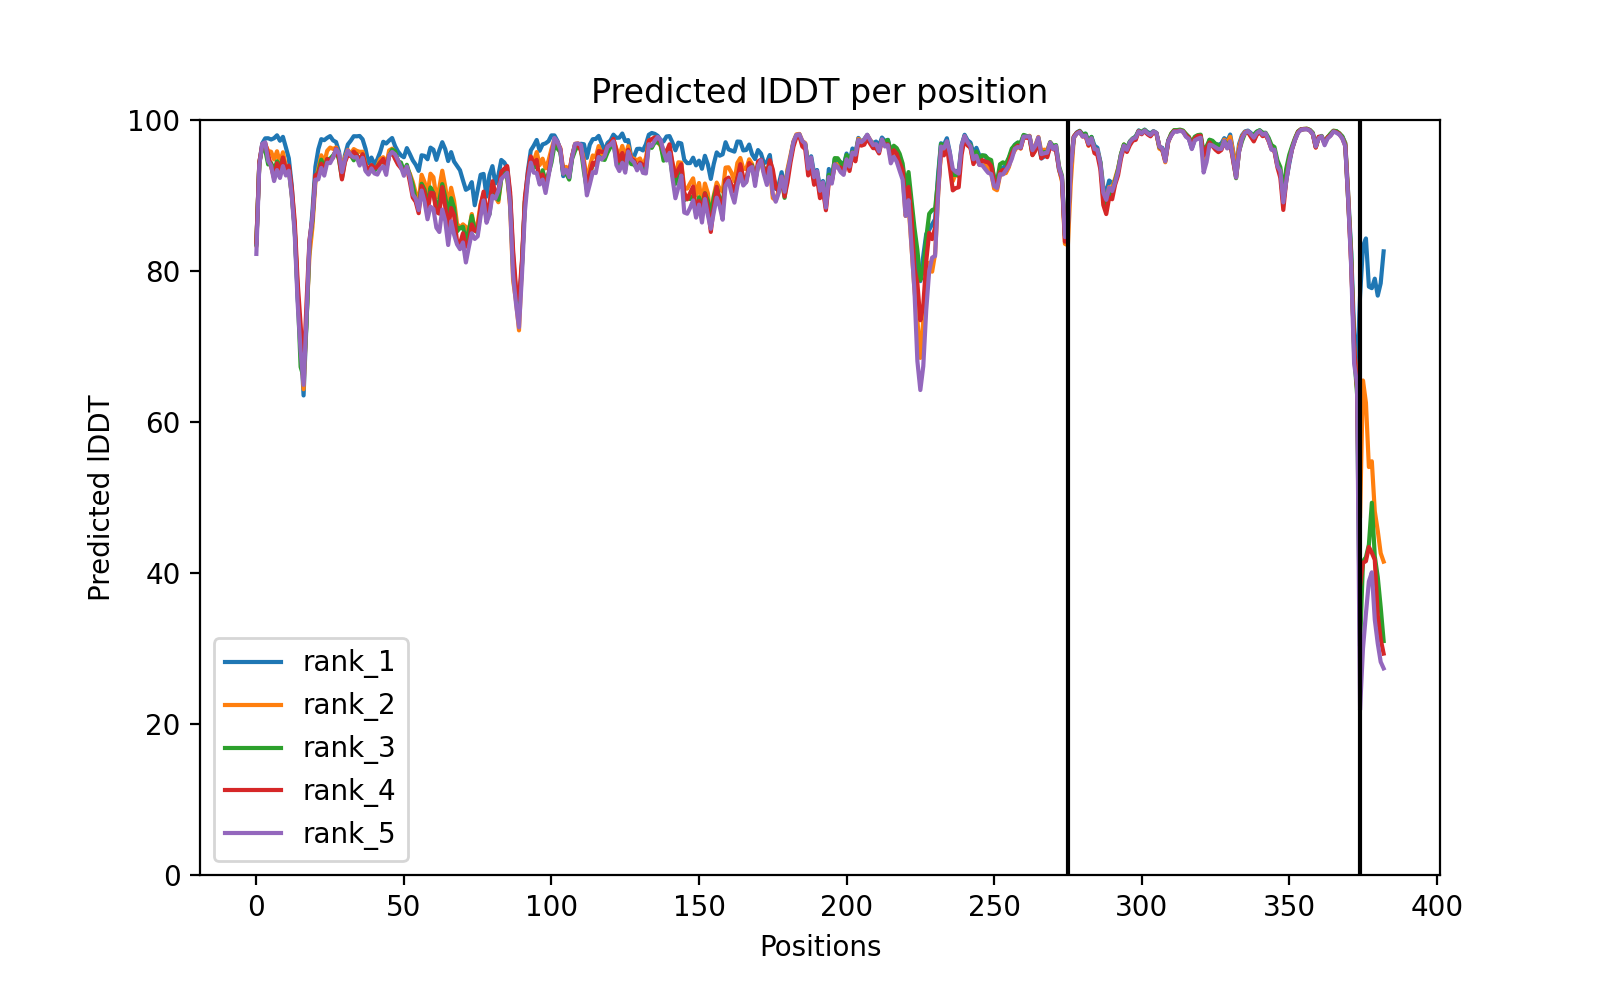 Predicted lDDT per position
100
80
60
40
20
0
Predicted lDDT
rank_1
rank_2
rank_3
rank_4
rank_5
0 50 100 150 200 250 300 350 400
Positions